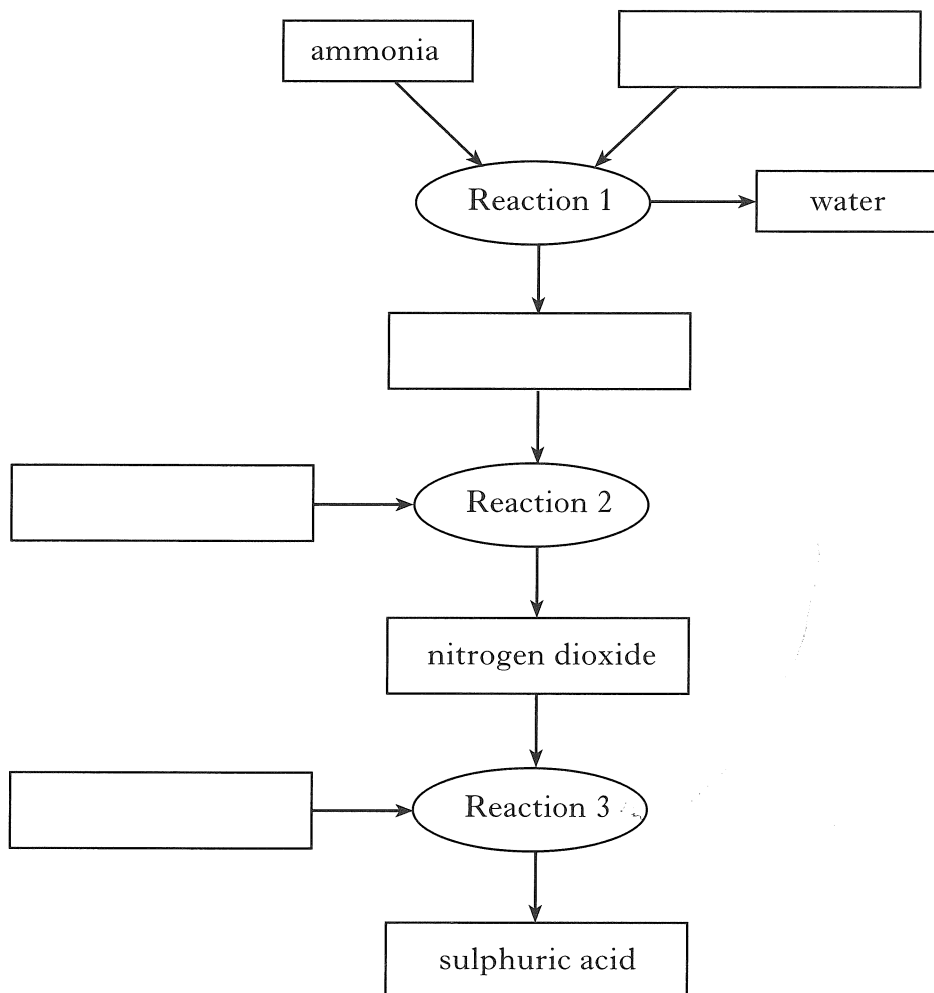 ammonia
Reaction 1
water
Reaction 2
nitrogen dioxide
Reaction 3
sulphuric acid